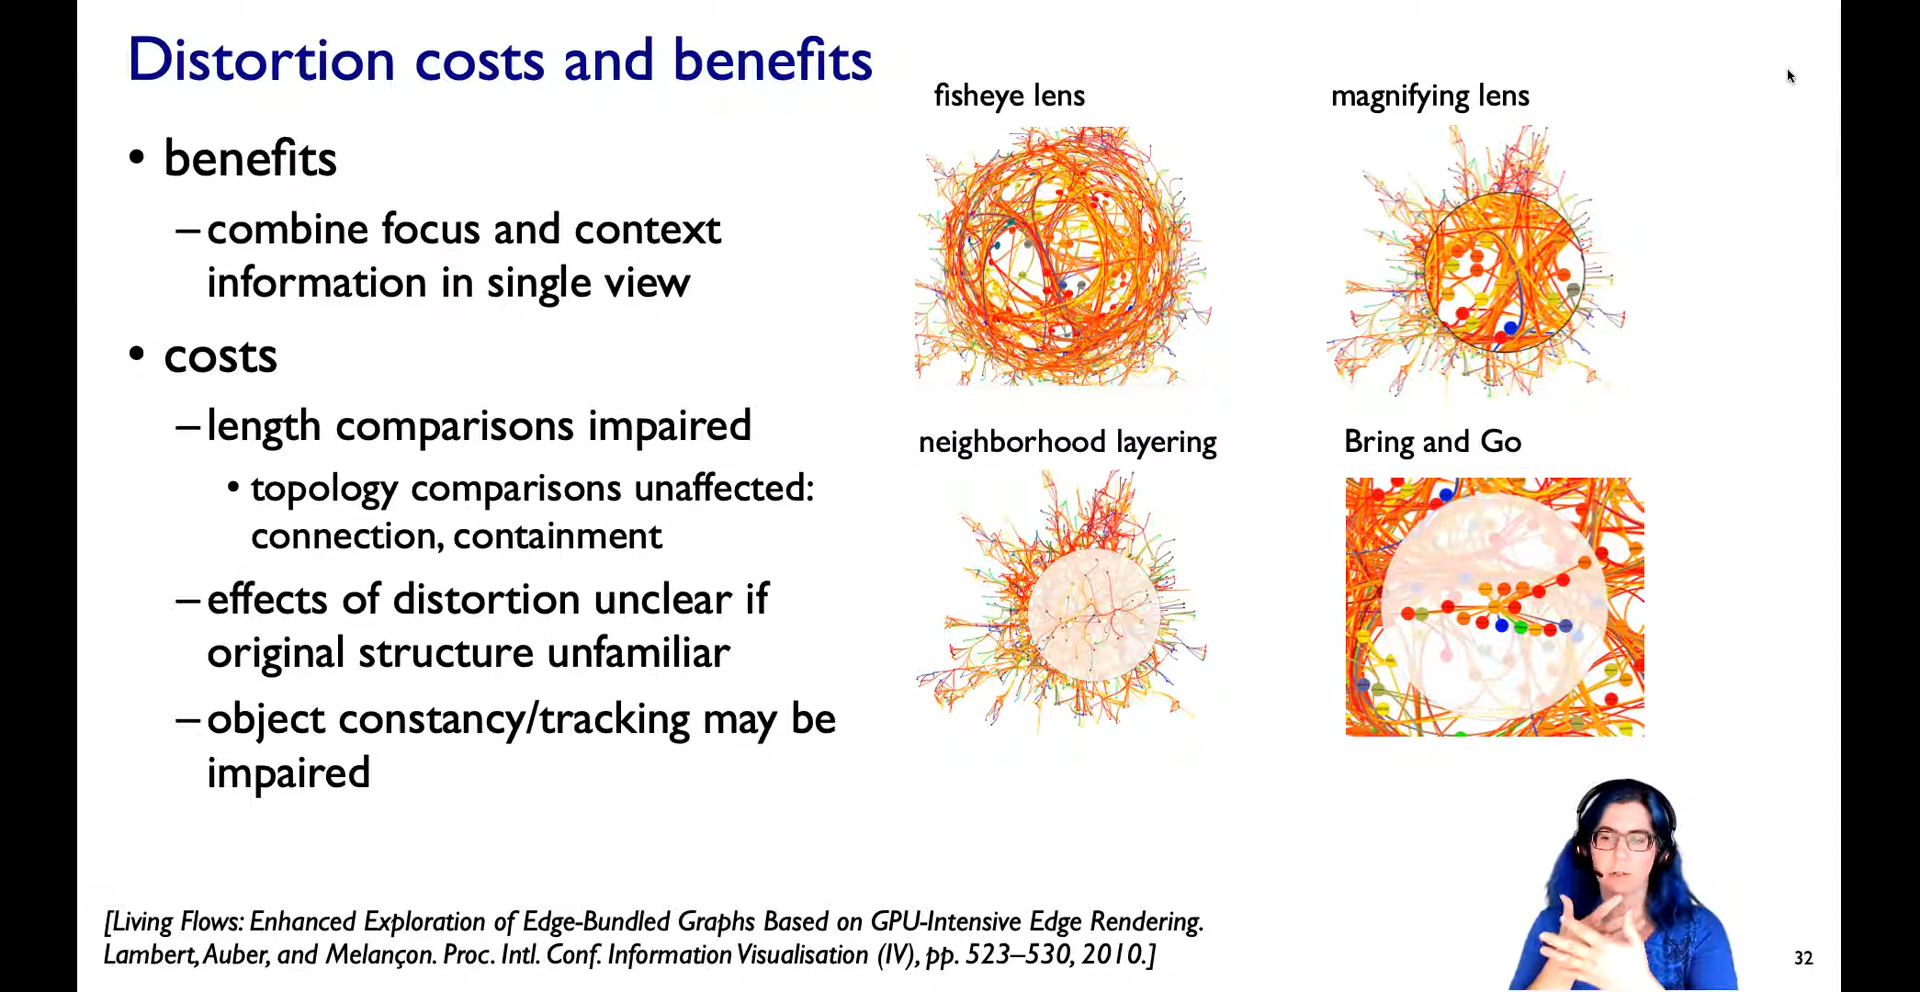 Distortion costs and benefits
• benefits
– combine focus and context
information in single view
• costs
– length comparisons impaired
• topology comparisons unaffected:
connection, containment
– effects of distortion unclear if
original structure unfamiliar
– object constancy/tracking may be
impaired
fisheye lens
magnifying lens
neighborhood layering
Bring and Go
[Living Flows: Enhanced Exploration of Edge-Bundled Graphs Based on GPU-Intensive Edge Rendering.
Lambert, Auber, and Melançon. Proc. Intl. Conf. Information Visualisation (IV), pp. 523–530, 2010.]
32